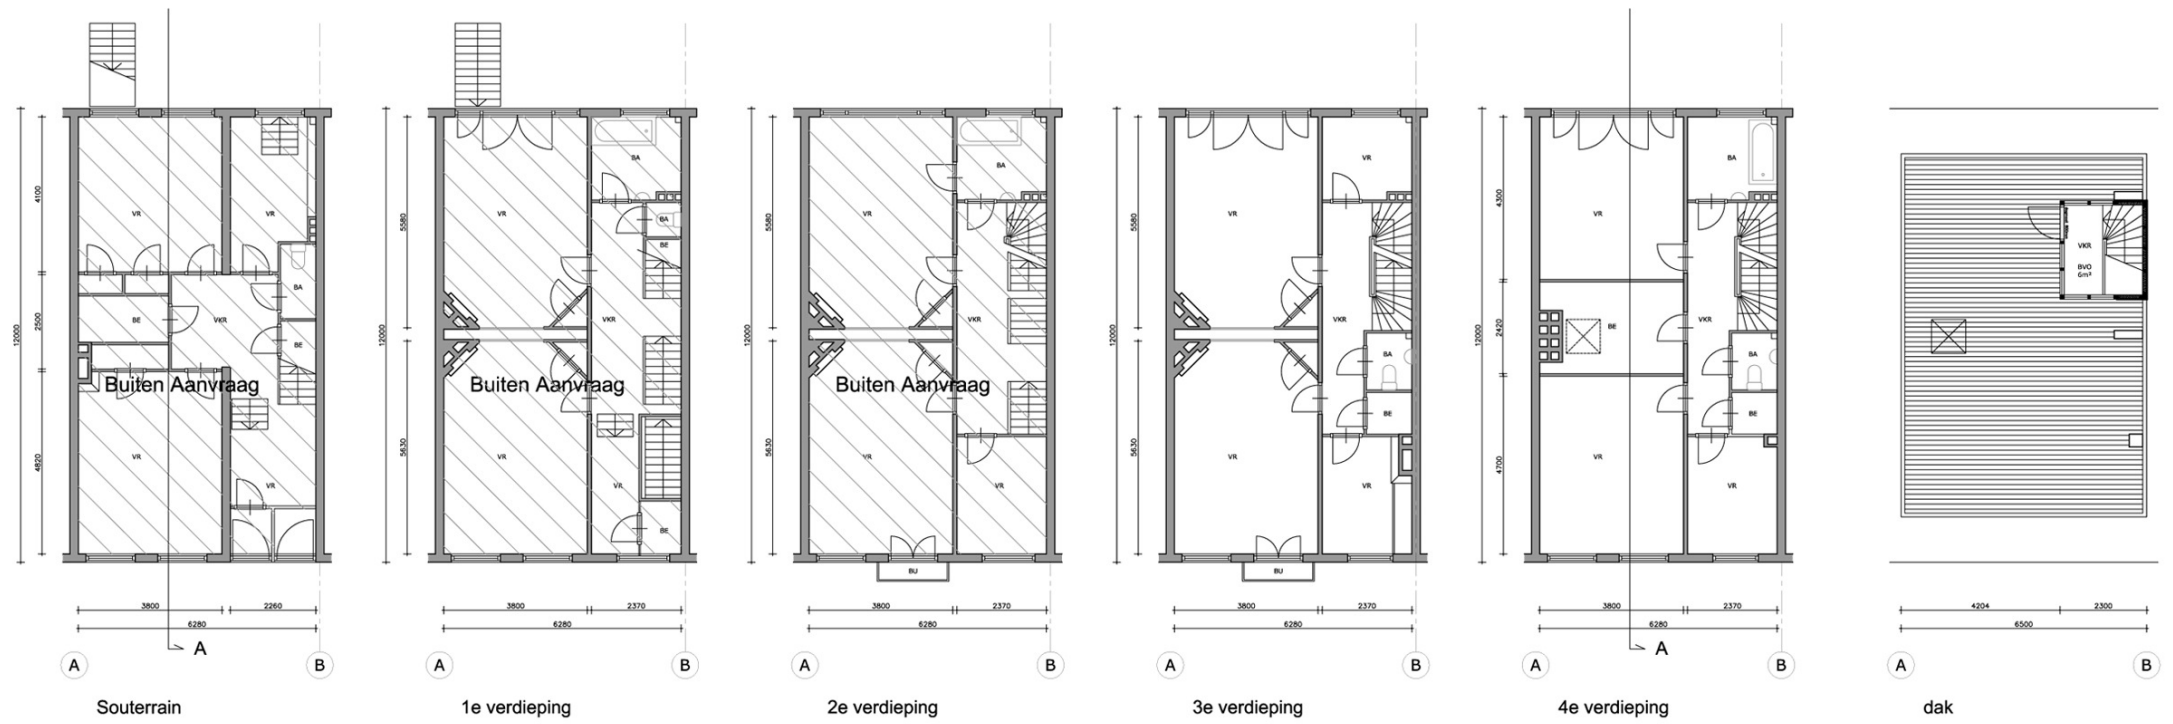 VR
VR
BA
BE
VKR
BE
Buiten Aanvraag
VR
VR
12000
4100
2500
4820
3800
2260
6280
A
A
B
Souterrain
BA
VR
BA
BE
VKR
Buiten Aanvraag
VR
VR
BE
12000
5580
5630
3800
2370
6280
A
B
1e verdieping
BA
VR
VKR
Buiten Aanvraag
VR
VR
BU
12000
5580
5630
3800
2370
6280
A
B
2e verdieping
VR
VR
VKR
BA
BE
VR
VR
BU
12000
5580
5630
3800
2370
6280
A
B
3e verdieping
BA
VR
BE
VKR
BA
BE
VR
VR
12000
4300
2420
4700
3800
2370
6280
A
A
B
4e verdieping
VKR
BVO
6m²
4204
2300
6500
A
B
dak